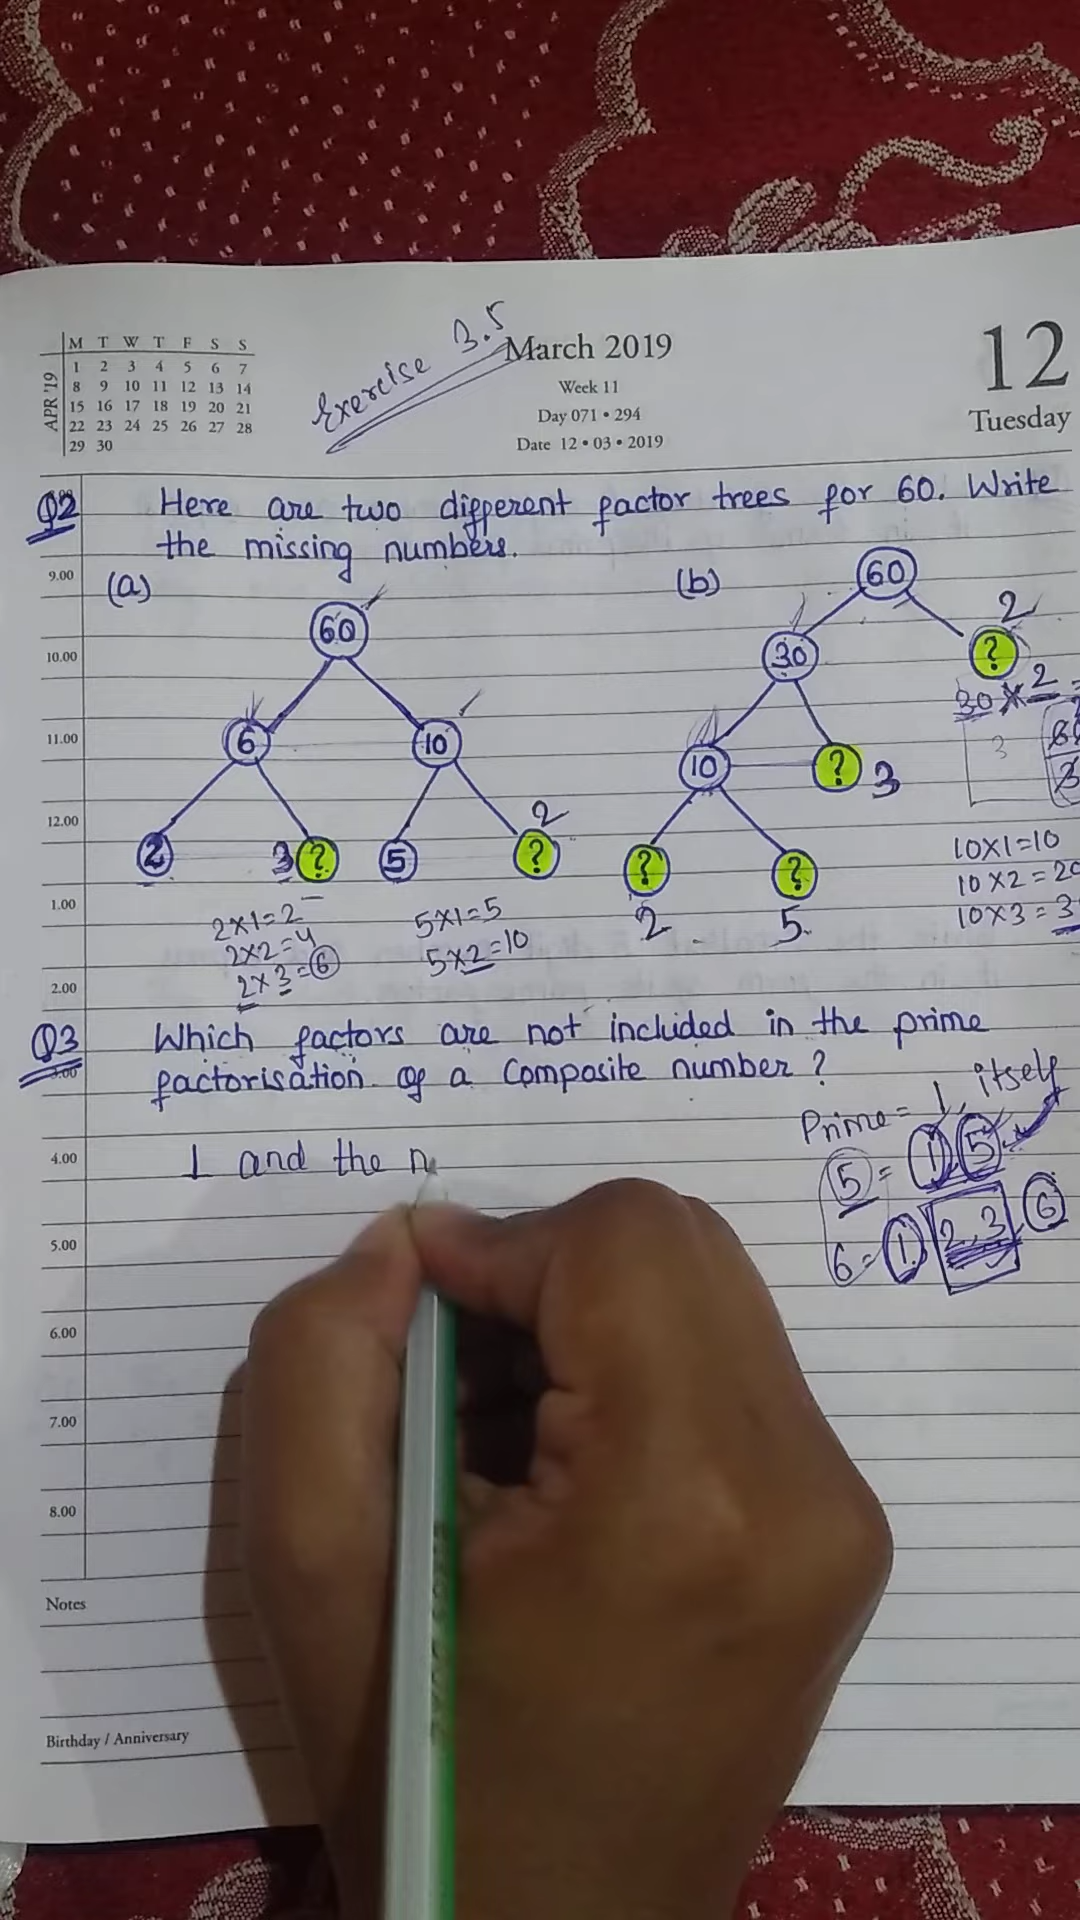 M T W T F S S
1 2 3 4 5 6 7
8 9 10 11 12 13 14
15 16 17 18 19 20 21
22 23 24 25 26 27 28
29 30
APR '19
Exercise 3.5
March 2019
Week 11
Day 071 • 294
Date 12 • 03 • 2019
12
Tuesday
Q2 Here are two different factor trees for 60. Write
the missing numbers.
9.00
(a)
60
6 10
2 3 ? 5 ? 2
2×1=2
2×2=4
2×3=6
5×1=5
5×2=10
(b)
60
30 ? 2
10 ? 3
? ?
2 5
30×2=
3
10×1=10
10×2=20
10×3=3
10.00
11.00
12.00
1.00
2.00
Q3 Which factors are not included in the prime
3.00
factorisation of a composite number?
Prime = 1, itself
5 = 1, 5
6 = 1, 2, 3, 6
4.00
1 and the n
5.00
6.00
7.00
8.00
Notes
Birthday / Anniversary